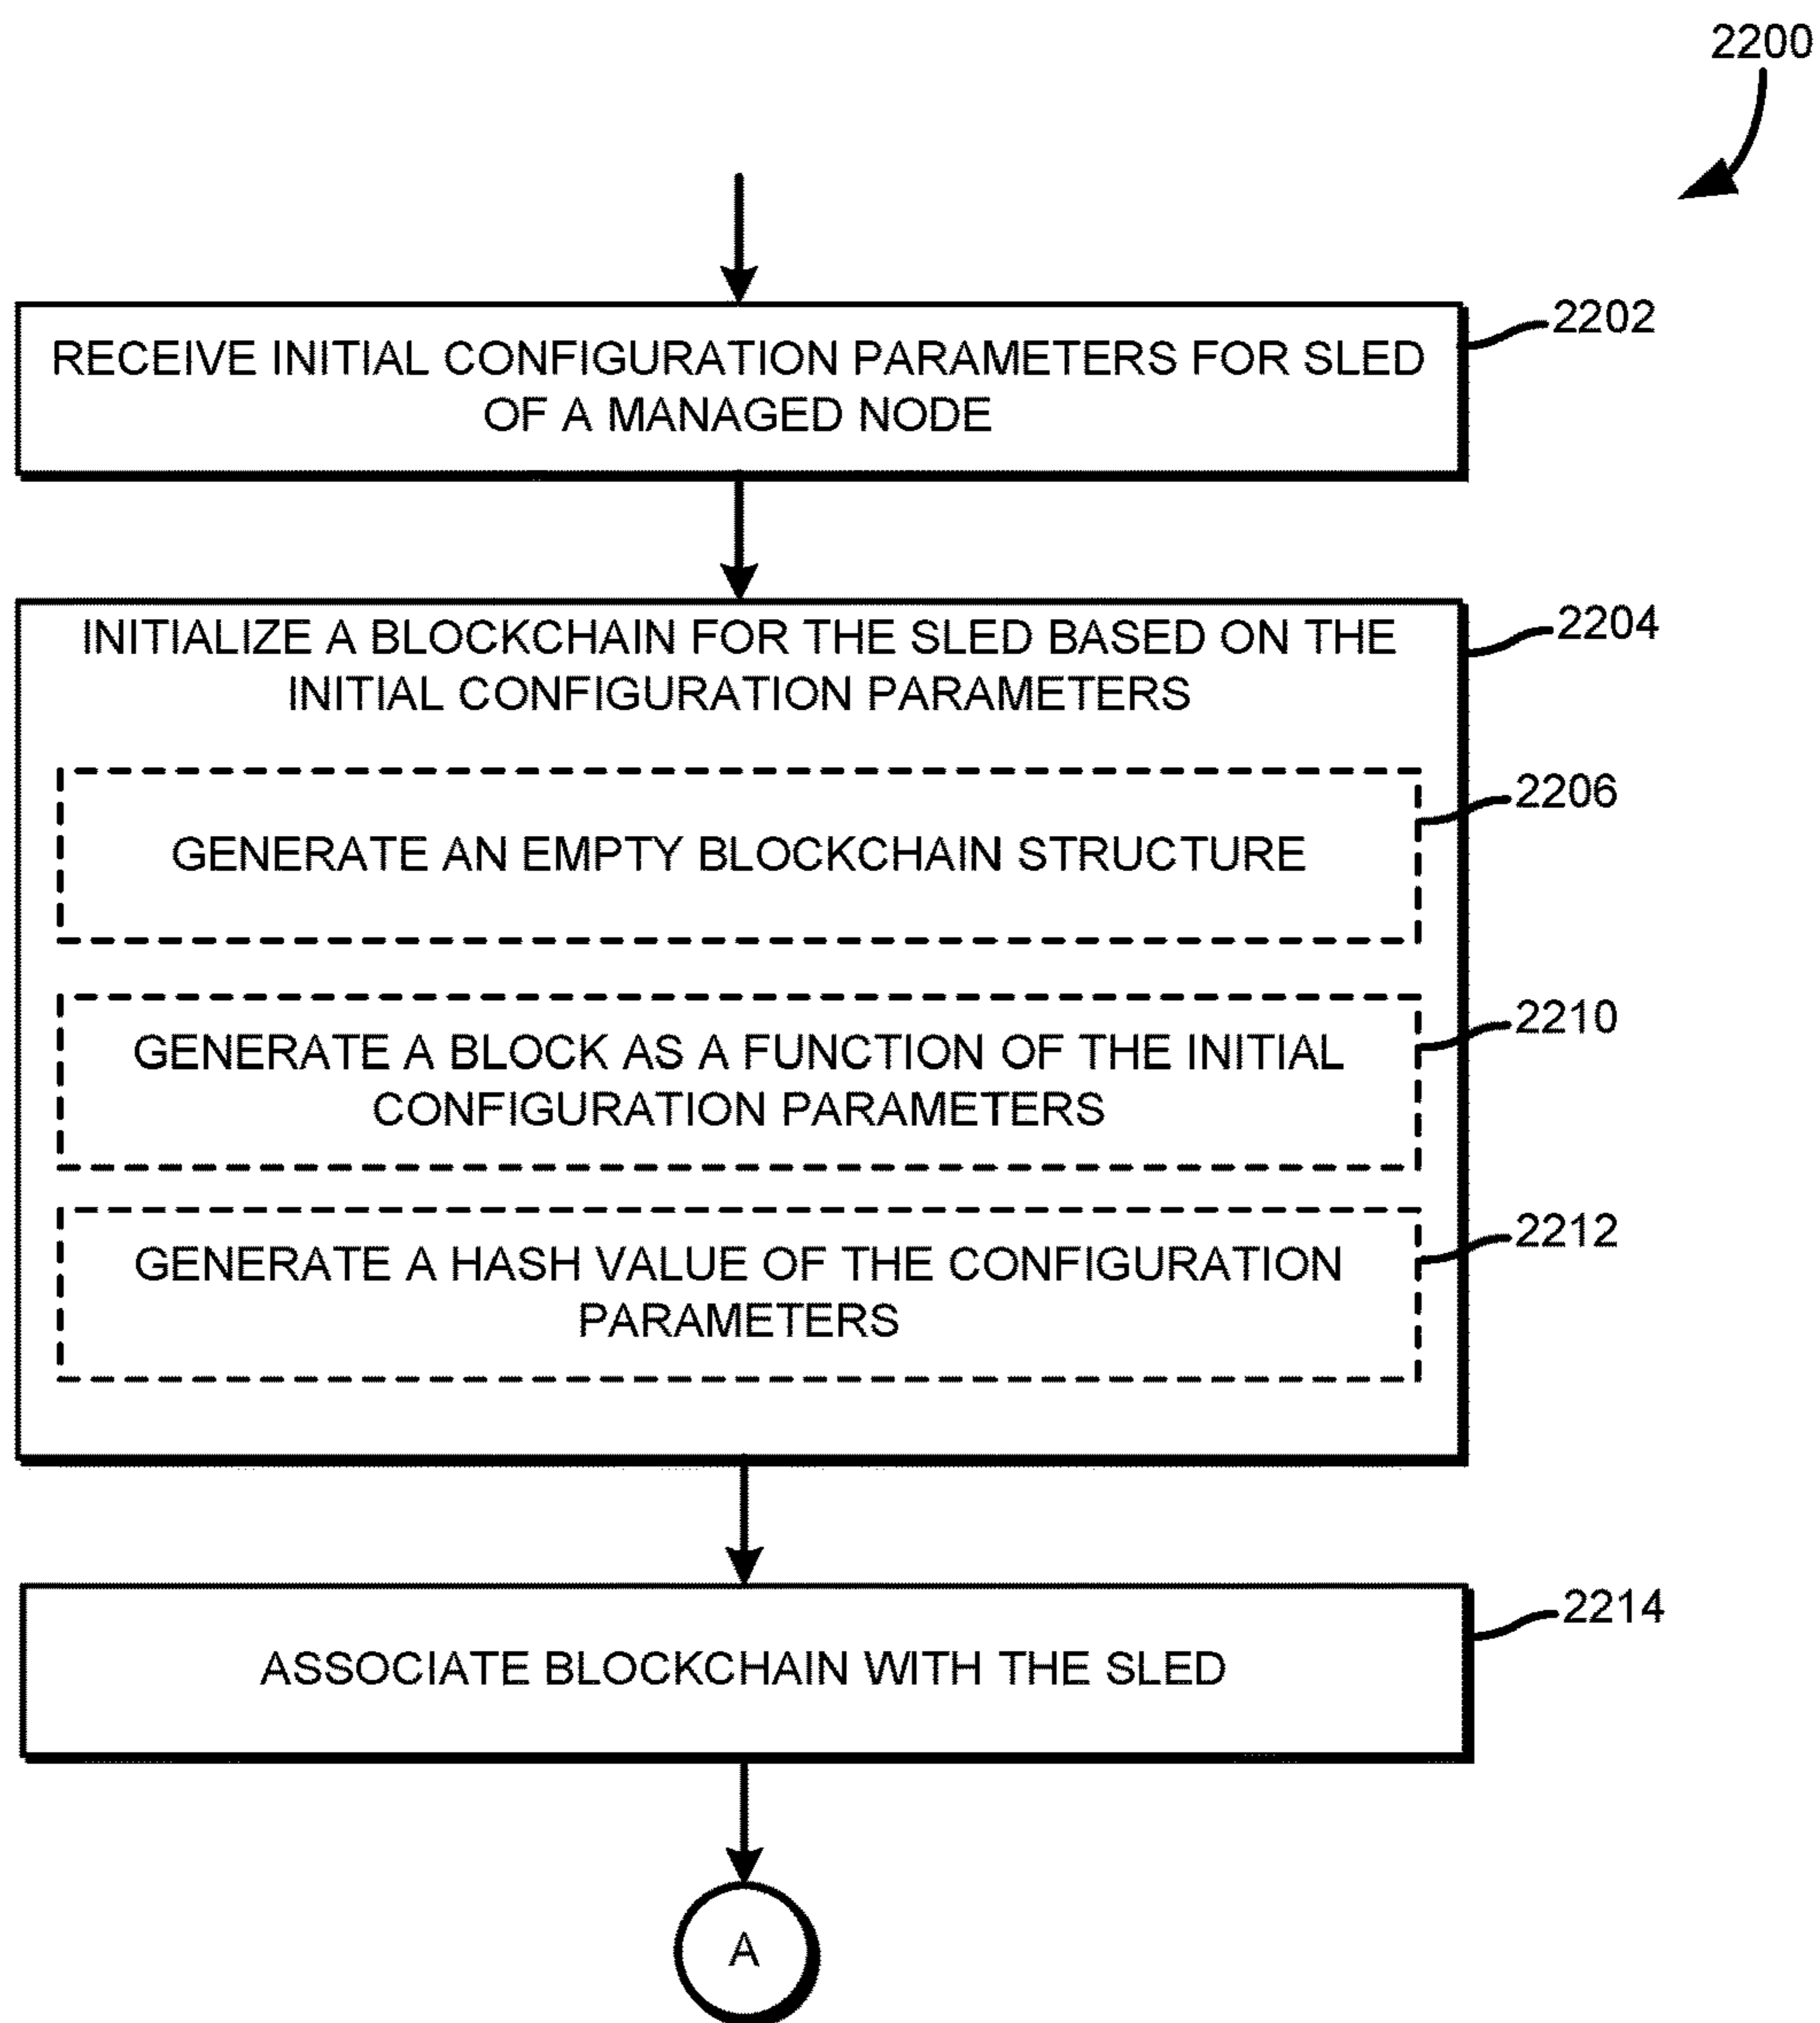 2200
RECEIVE INITIAL CONFIGURATION PARAMETERS FOR SLED
OF A MANAGED NODE
2202
INITIALIZE A BLOCKCHAIN FOR THE SLED BASED ON THE
INITIAL CONFIGURATION PARAMETERS
2204
GENERATE AN EMPTY BLOCKCHAIN STRUCTURE
2206
GENERATE A BLOCK AS A FUNCTION OF THE INITIAL
CONFIGURATION PARAMETERS
2210
GENERATE A HASH VALUE OF THE CONFIGURATION
PARAMETERS
2212
ASSOCIATE BLOCKCHAIN WITH THE SLED
2214
A